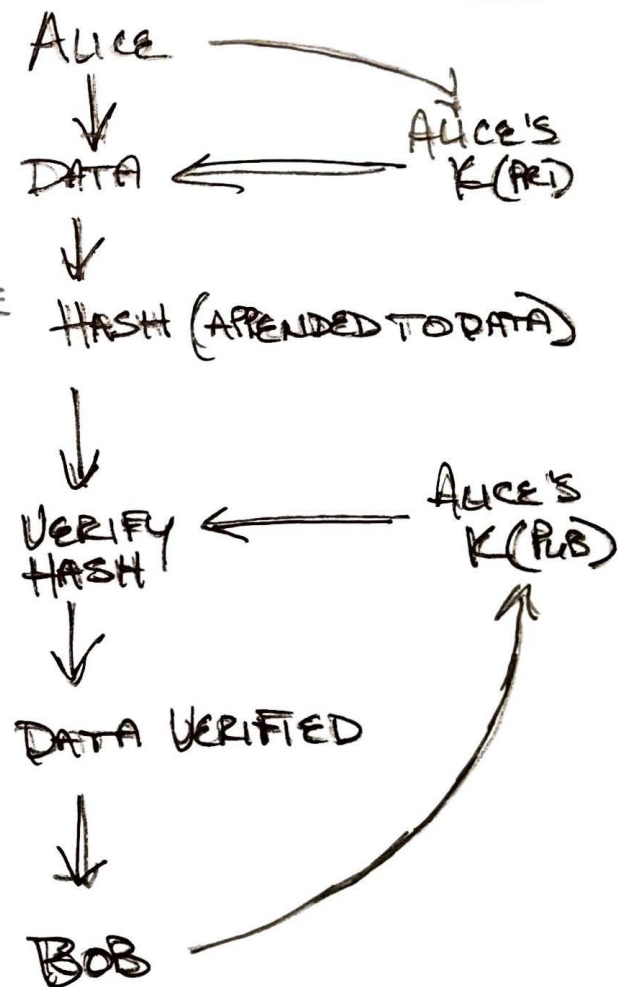 ALICE
ALICE'S
DATA
K(PRI)
E
HASH (APPENDED TO DATA)
ALICE'S
VERIFY
K(PUB)
HASH
DATA VERIFIED
BOB